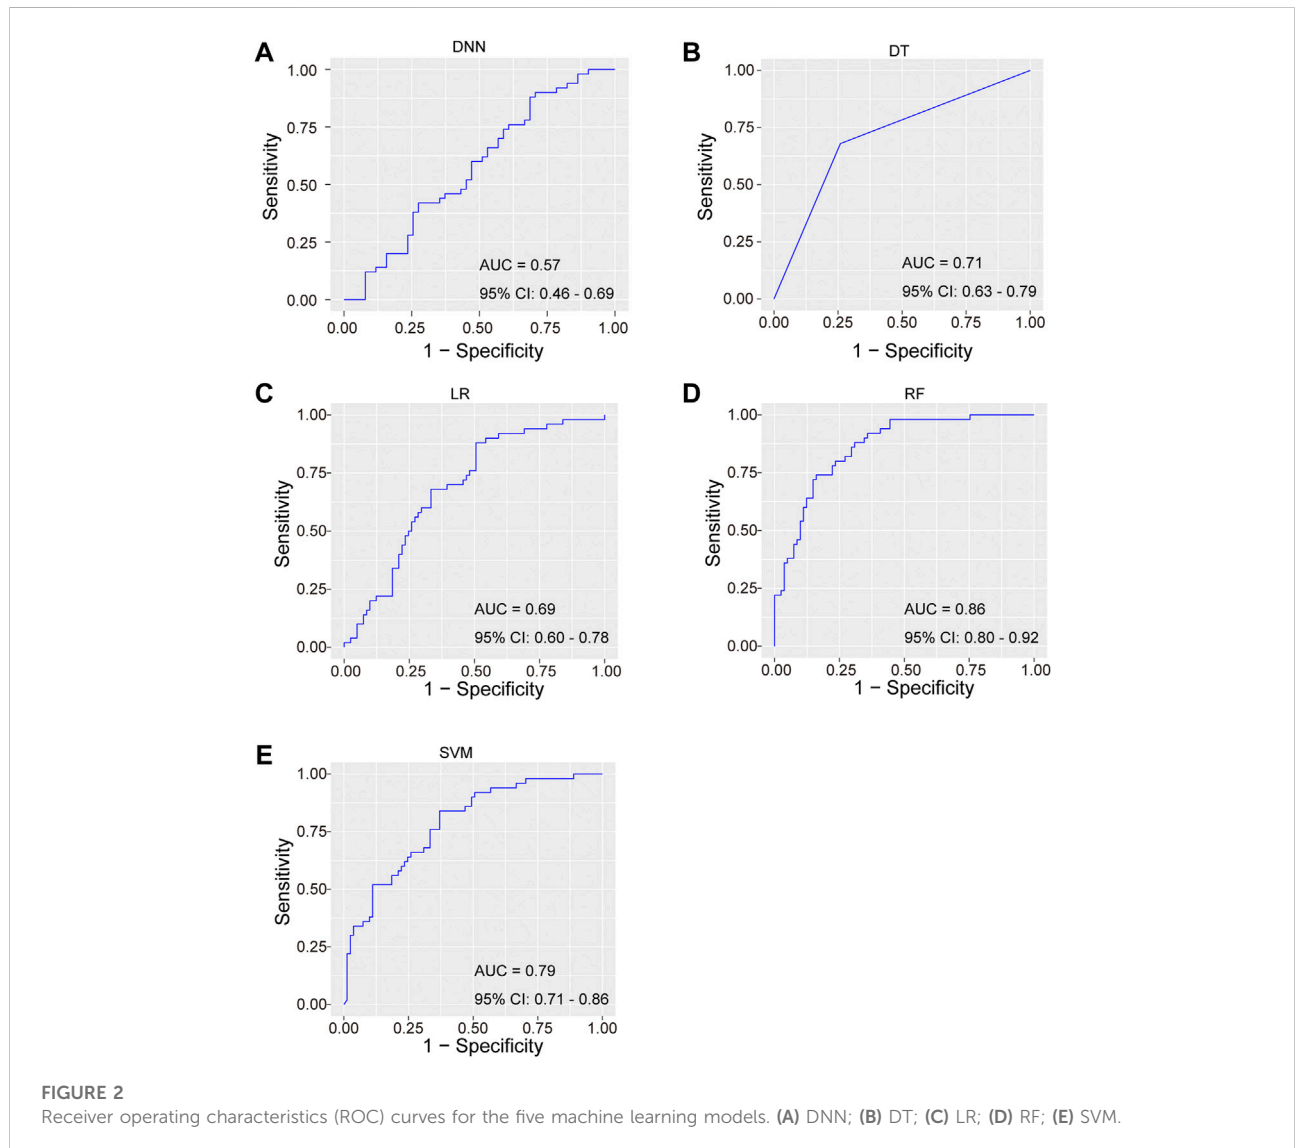 A
DNN
1.00
0.75
0.50
0.25
0.00
Sensitivity
AUC = 0.57
95% CI: 0.46 - 0.69
0.00 0.25 0.50 0.75 1.00
1 − Specificity
B
DT
1.00
0.75
0.50
0.25
0.00
Sensitivity
AUC = 0.71
95% CI: 0.63 - 0.79
0.00 0.25 0.50 0.75 1.00
1 − Specificity
C
LR
1.00
0.75
0.50
0.25
0.00
Sensitivity
AUC = 0.69
95% CI: 0.60 - 0.78
0.00 0.25 0.50 0.75 1.00
1 − Specificity
D
RF
1.00
0.75
0.50
0.25
0.00
Sensitivity
AUC = 0.86
95% CI: 0.80 - 0.92
0.00 0.25 0.50 0.75 1.00
1 − Specificity
E
SVM
1.00
0.75
0.50
0.25
0.00
Sensitivity
AUC = 0.79
95% CI: 0.71 - 0.86
0.00 0.25 0.50 0.75 1.00
1 − Specificity
FIGURE 2
Receiver operating characteristics (ROC) curves for the five machine learning models. (A) DNN; (B) DT; (C) LR; (D) RF; (E) SVM.